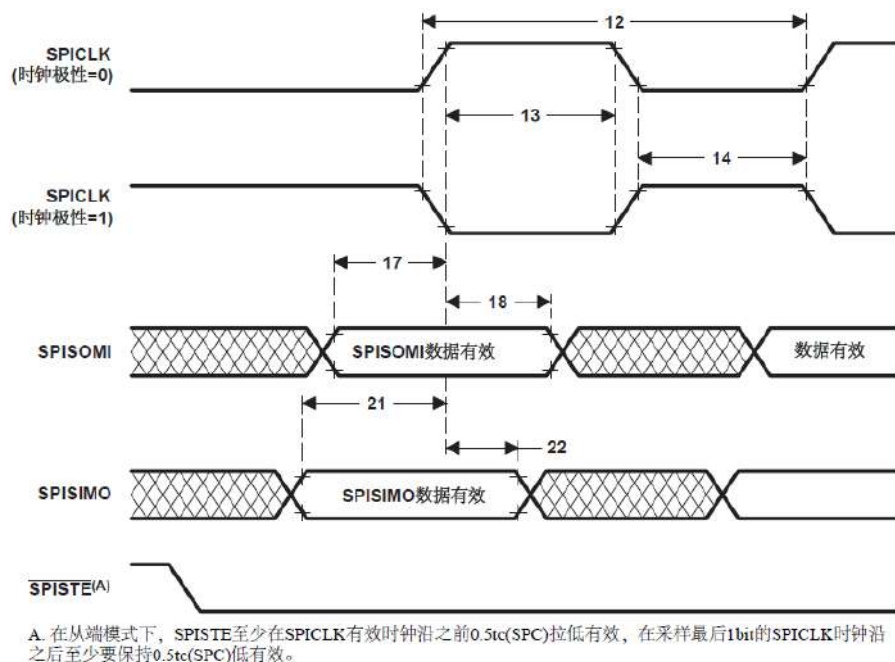 12
SPICLK
(时钟极性=0)
13
14
SPICLK
(时钟极性=1)
17
18
SPISOMI
SPISOMI数据有效
数据有效
21
22
SPISIMO
SPISIMO数据有效
SPISTE(A)
A. 在从端模式下，SPISTE至少在SPICLK有效时钟沿之前0.5tc(SPC)拉低有效，在采样最后1bit的SPICLK时钟沿
之后至少要保持0.5tc(SPC)低有效。